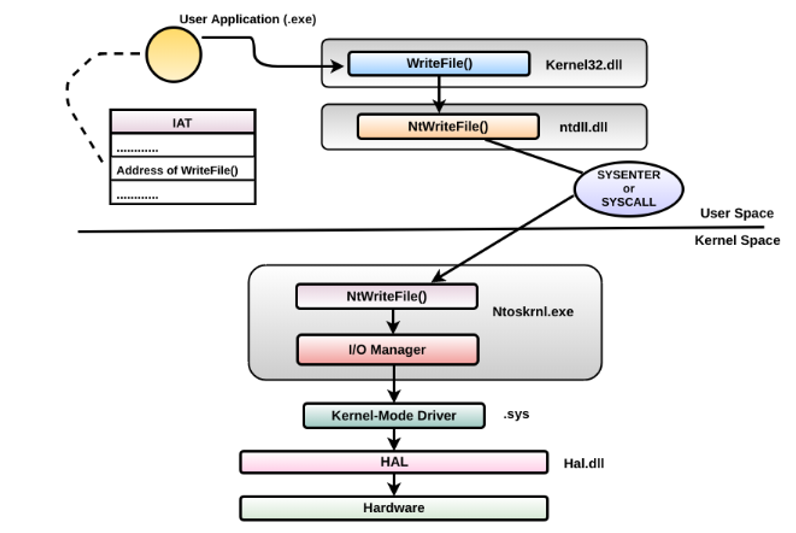 User Application (.exe)
WriteFile()
Kernel32.dll
NtWriteFile()
ntdll.dll
IAT
............
Address of WriteFile()
............
SYSENTER
or
SYSCALL
User Space
Kernel Space
NtWriteFile()
Ntoskrnl.exe
I/O Manager
Kernel-Mode Driver
.sys
HAL
Hal.dll
Hardware